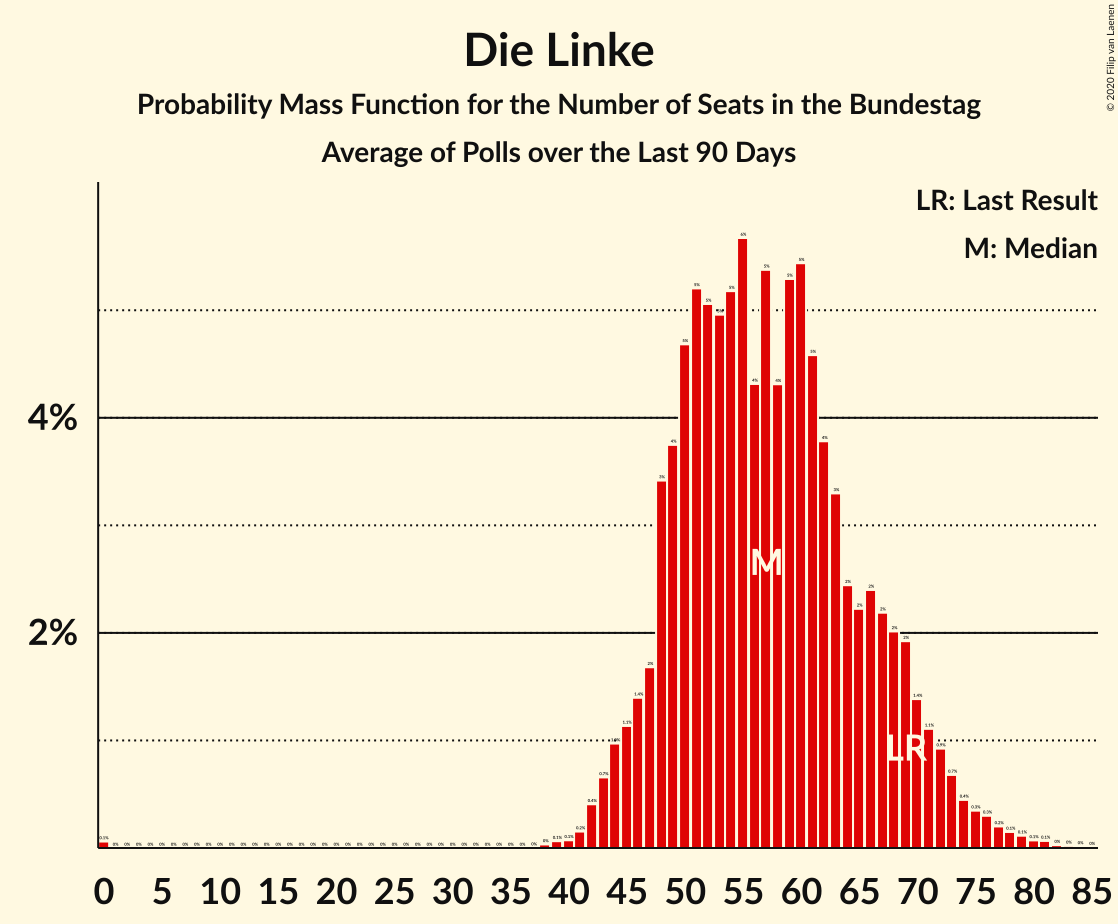 Die Linke
Probability Mass Function for the Number of Seats in the Bundestag
Average of Polls over the Last 90 Days
© 2020 Filip van Laenen
LR: Last Result
M: Median
4%
2%
M
LR
0 5 10 15 20 25 30 35 40 45 50 55 60 65 70 75 80 85